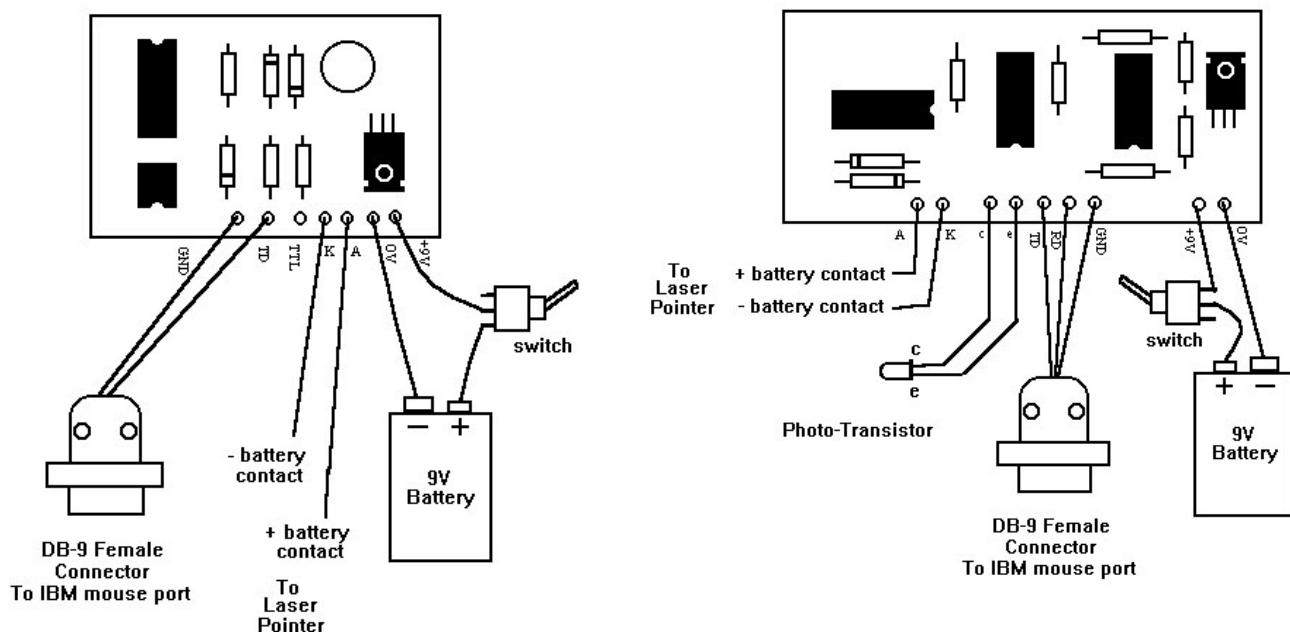 GND
TD
TTL
K
A
0V
+9V
switch
- battery
contact
+ battery
contact
To
Laser
Pointer
- +
9V
Battery
DB-9 Female
Connector
To IBM mouse port
A
K
c
e
TD
RD
GND
+9V
0V
To
Laser
Pointer
+ battery contact
- battery contact
c
e
Photo-Transistor
switch
+ -
9V
Battery
DB-9 Female
Connector
To IBM mouse port